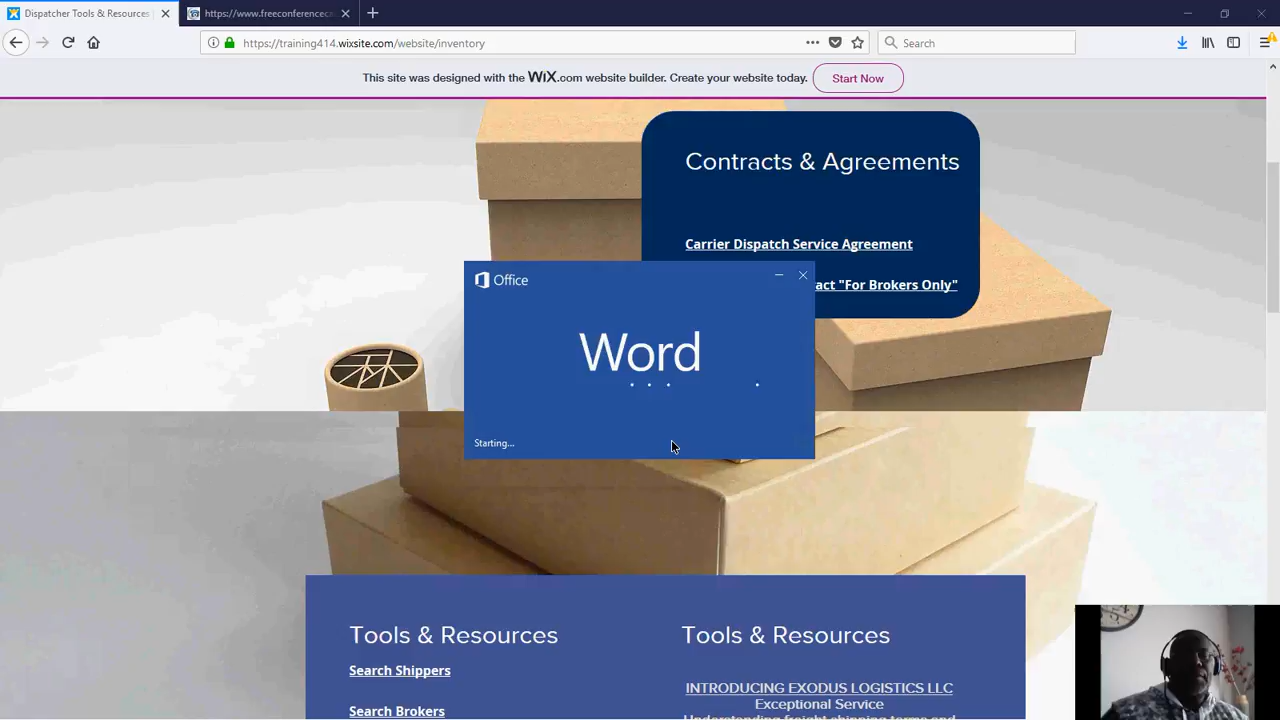 Dispatcher Tools & Resources
https://www.freeconferenceca
https://training414.wixsite.com/website/inventory
Search
This site was designed with the WiX.com website builder. Create your website today.
Start Now
Contracts & Agreements
Carrier Dispatch Service Agreement
act "For Brokers Only"
Office
Word
Starting...
Tools & Resources
Search Shippers
Search Brokers
Tools & Resources
INTRODUCING EXODUS LOGISTICS LLC
Exceptional Service
Understanding freight shipping terms and